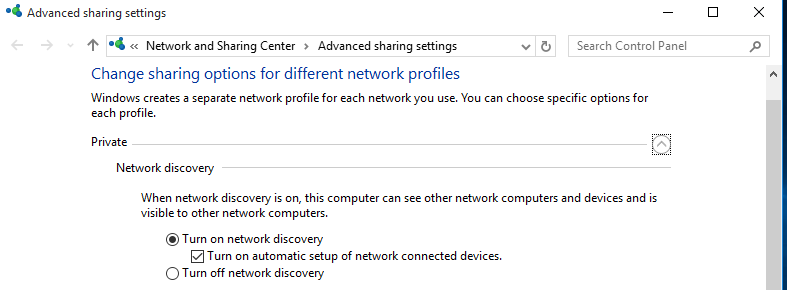 Advanced sharing settings
« Network and Sharing Center > Advanced sharing settings
Search Control Panel
Change sharing options for different network profiles
Windows creates a separate network profile for each network you use. You can choose specific options for
each profile.
Private
Network discovery
When network discovery is on, this computer can see other network computers and devices and is
visible to other network computers.
Turn on network discovery
Turn on automatic setup of network connected devices.
Turn off network discovery